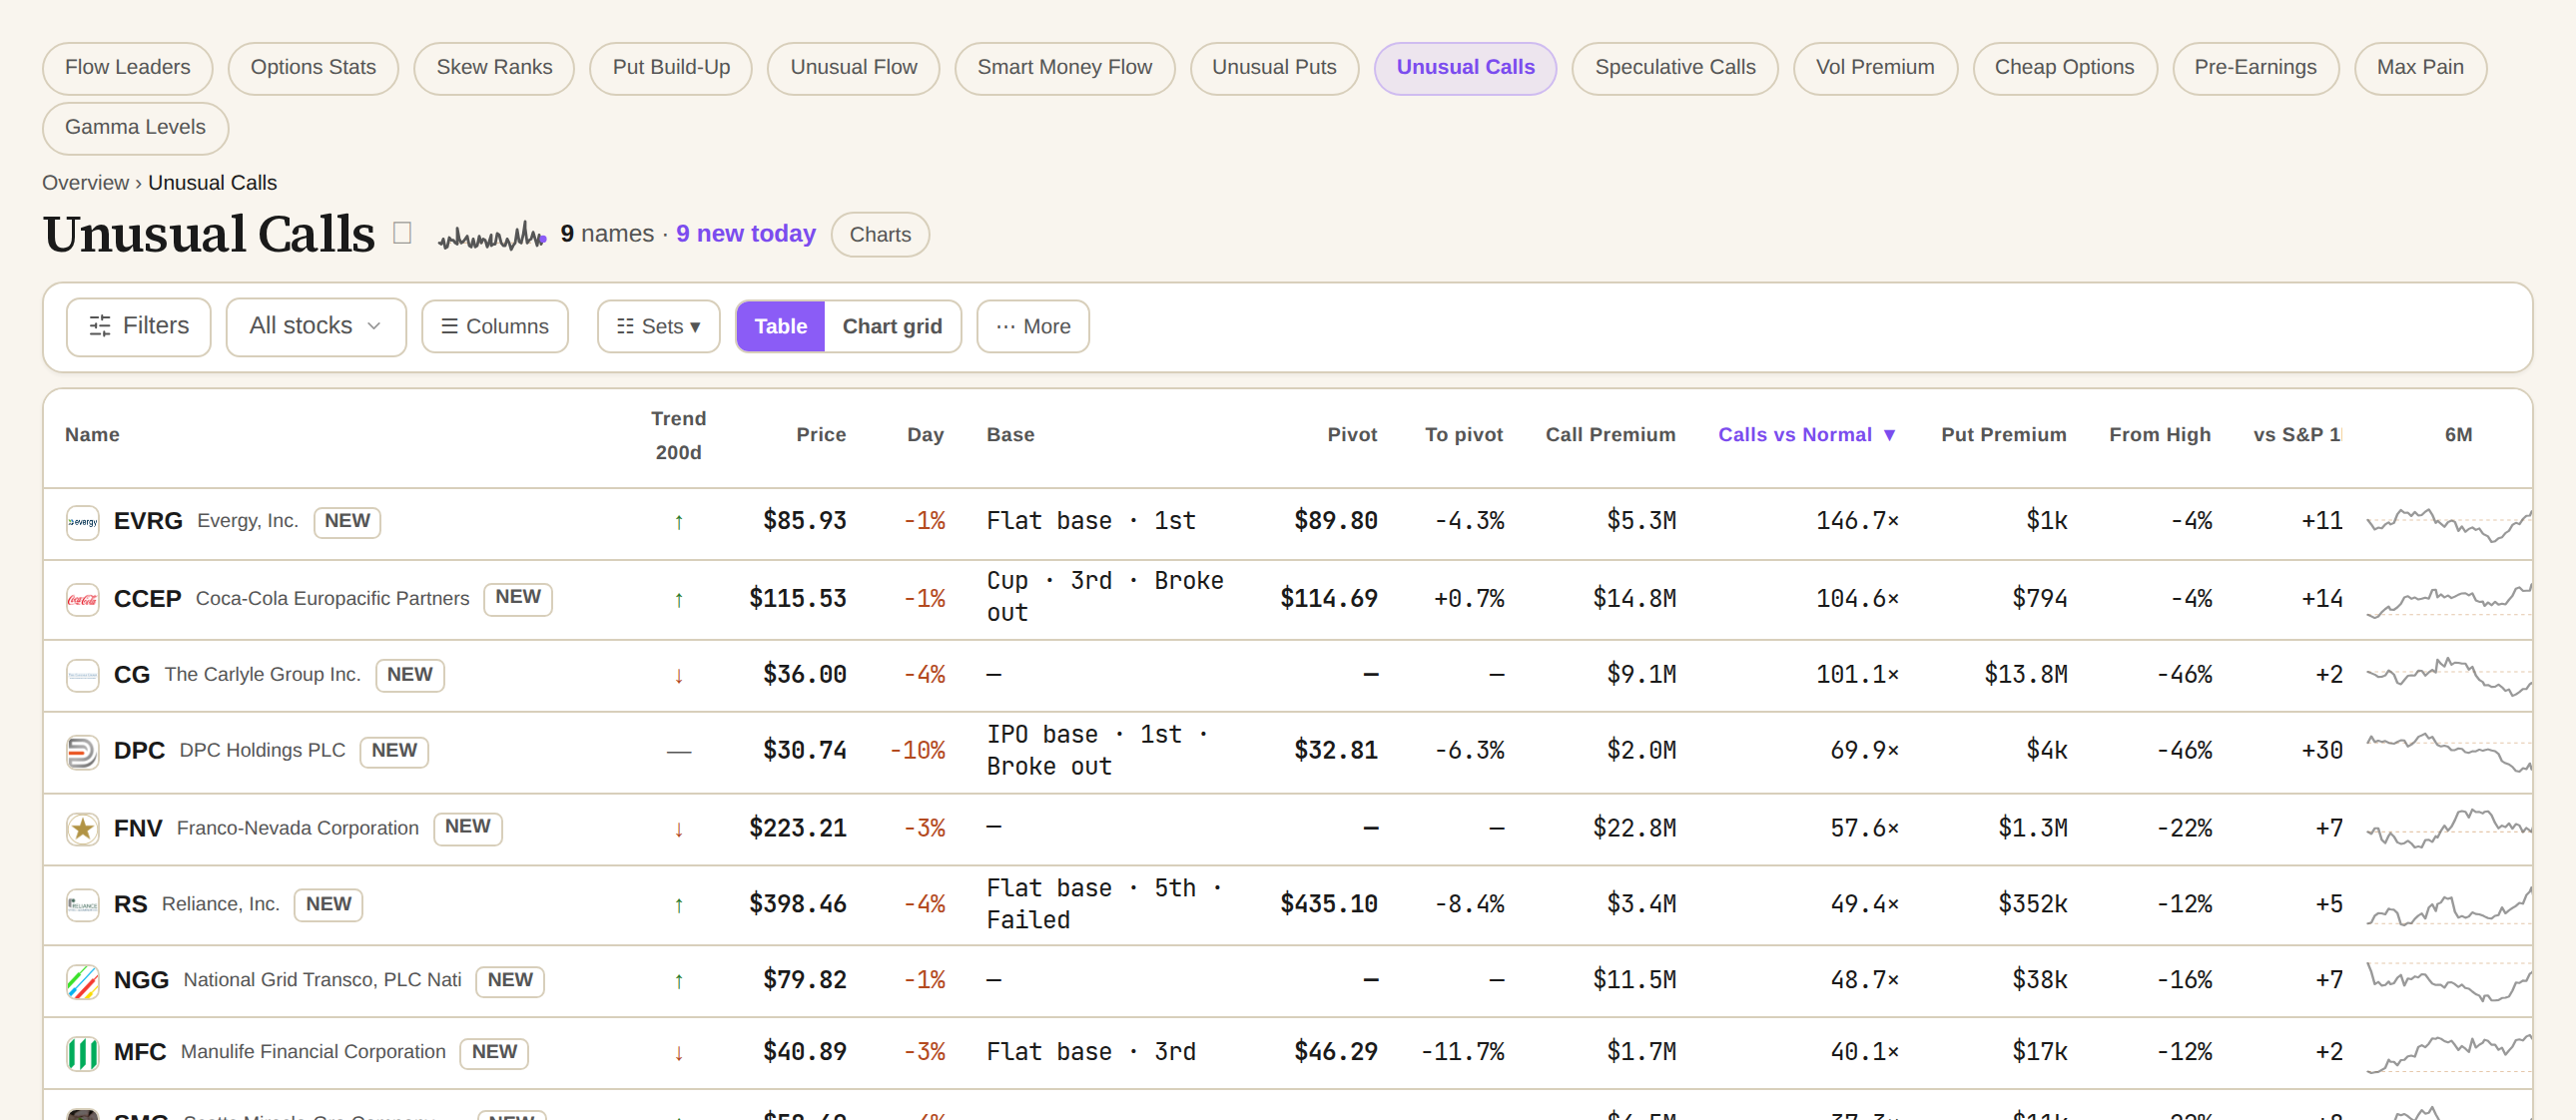 Flow Leaders Options Stats Skew Ranks Put Build-Up Unusual Flow Smart Money Flow Unusual Puts Unusual Calls Speculative Calls Vol Premium Cheap Options Pre-Earnings Max Pain
Gamma Levels
Overview › Unusual Calls
Unusual Calls 9 names · 9 new today Charts
Filters All stocks Columns Sets ▾ Table Chart grid ⋯ More
Name Trend 200d Price Day Base Pivot To pivot Call Premium Calls vs Normal ▼ Put Premium From High vs S&P 6M
EVRG Evergy, Inc. NEW ↑ $85.93 -1% Flat base · 1st $89.80 -4.3% $5.3M 146.7× $1k -4% +11
CCEP Coca-Cola Europacific Partners NEW ↑ $115.53 -1% Cup · 3rd · Broke out $114.69 +0.7% $14.8M 104.6× $794 -4% +14
CG The Carlyle Group Inc. NEW ↓ $36.00 -4% — — — $9.1M 101.1× $13.8M -46% +2
DPC DPC Holdings PLC NEW — $30.74 -10% IPO base · 1st · Broke out $32.81 -6.3% $2.0M 69.9× $4k -46% +30
FNV Franco-Nevada Corporation NEW ↓ $223.21 -3% — — — $22.8M 57.6× $1.3M -22% +7
RS Reliance, Inc. NEW ↑ $398.46 -4% Flat base · 5th · Failed $435.10 -8.4% $3.4M 49.4× $352k -12% +5
NGG National Grid Transco, PLC Nati NEW ↑ $79.82 -1% — — — $11.5M 48.7× $38k -16% +7
MFC Manulife Financial Corporation NEW ↓ $40.89 -3% Flat base · 3rd $46.29 -11.7% $1.7M 40.1× $17k -12% +2